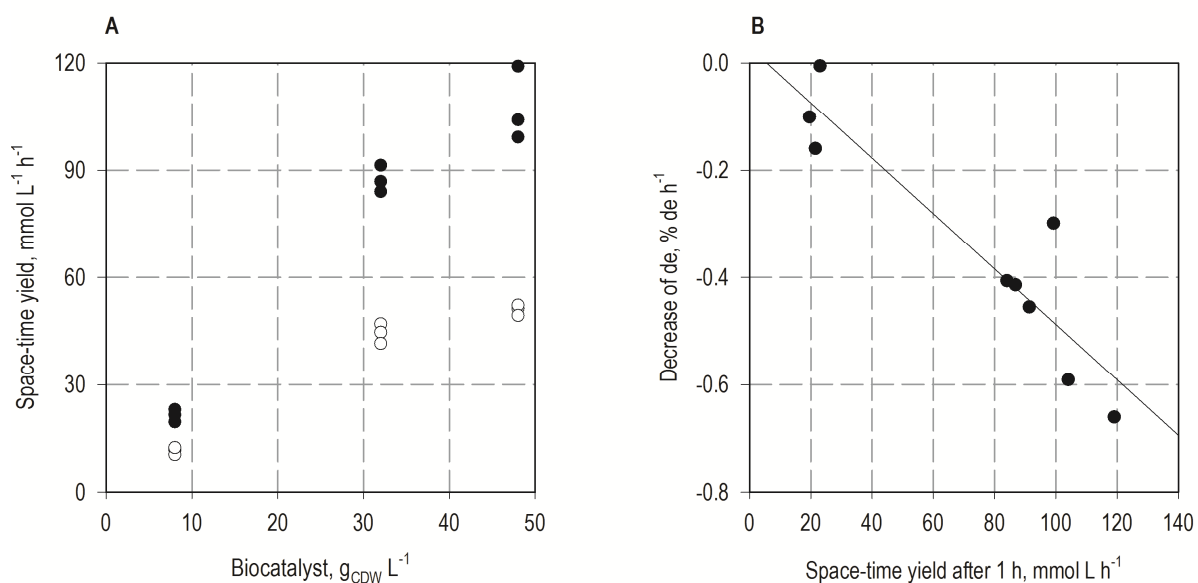 A
Space-time yield, mmol L⁻¹ h⁻¹
120
90
60
30
0
0 10 20 30 40 50
Biocatalyst, g_CDW L⁻¹
B
Decrease of de, % de h⁻¹
0.0
-0.2
-0.4
-0.6
-0.8
0 20 40 60 80 100 120 140
Space-time yield after 1 h, mmol L h⁻¹